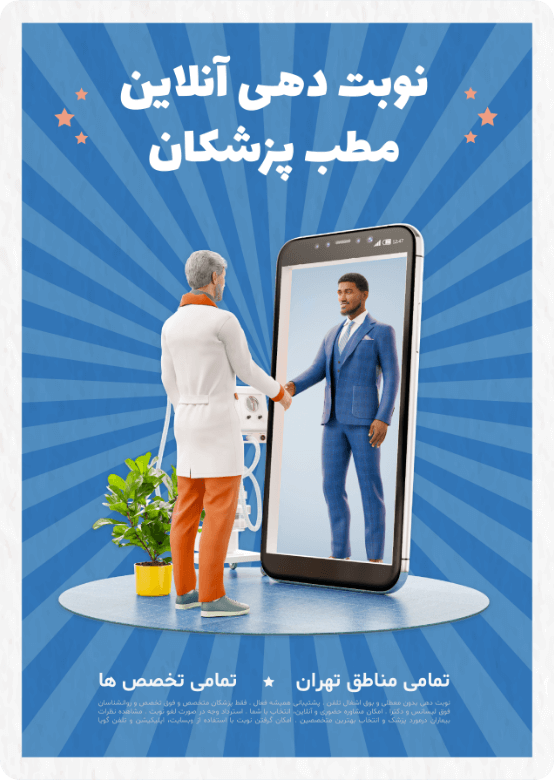 نوبت دهی آنلاین
مطب پزشکان
12:47
تمامی مناطق تهران ★ تمامی تخصص ها
نوبت دهی بدون معطلی و بوق اشغال تلفن . پشتیبانی همیشه فعال . فقط پزشکان متخصص و فوق تخصص و روانشناسان
فوق لیسانس و دکترا . امکان مشاوره حضوری و آنلاین، انتخاب با شما . استرداد وجه در صورت لغو نوبت . مشاهده نظرات
بیماران درمورد پزشک و انتخاب بهترین متخصصین . امکان گرفتن نوبت با استفاده از وبسایت، اپلیکیشن و تلفن گویا